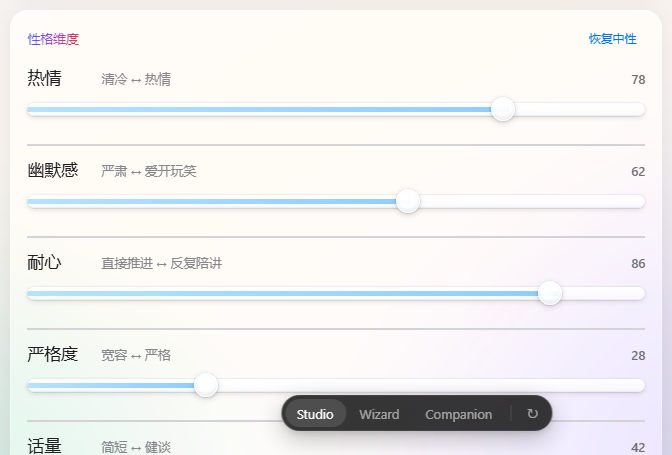 性格维度 恢复中性
热情 清冷 ↔ 热情 78
幽默感 严肃 ↔ 爱开玩笑 62
耐心 直接推进 ↔ 反复陪讲 86
严格度 宽容 ↔ 严格 28
Studio Wizard Companion ↻
话量 简短 ↔ 健谈 42